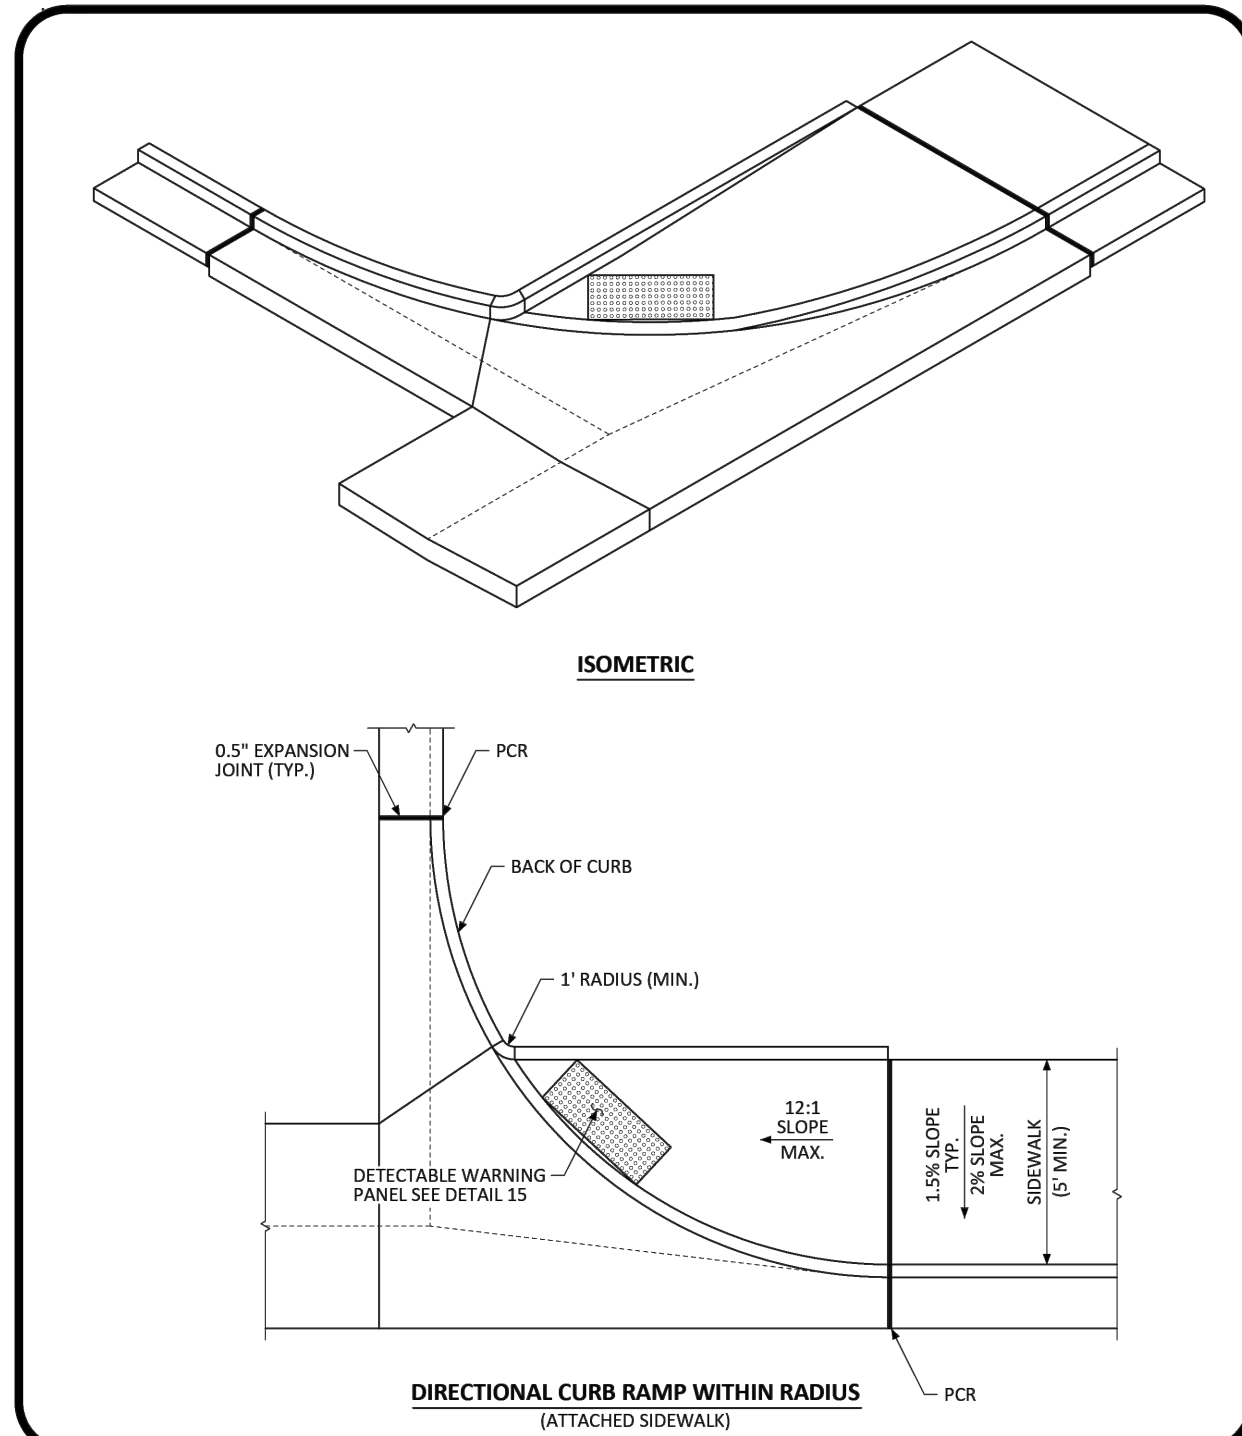 ISOMETRIC
0.5" EXPANSION
JOINT (TYP.)
PCR
BACK OF CURB
1' RADIUS (MIN.)
12:1
SLOPE
MAX.
1.5% SLOPE
TYP.
2% SLOPE
MAX.
SIDEWALK
(5' MIN.)
DETECTABLE WARNING
PANEL SEE DETAIL 15
PCR
DIRECTIONAL CURB RAMP WITHIN RADIUS
(ATTACHED SIDEWALK)